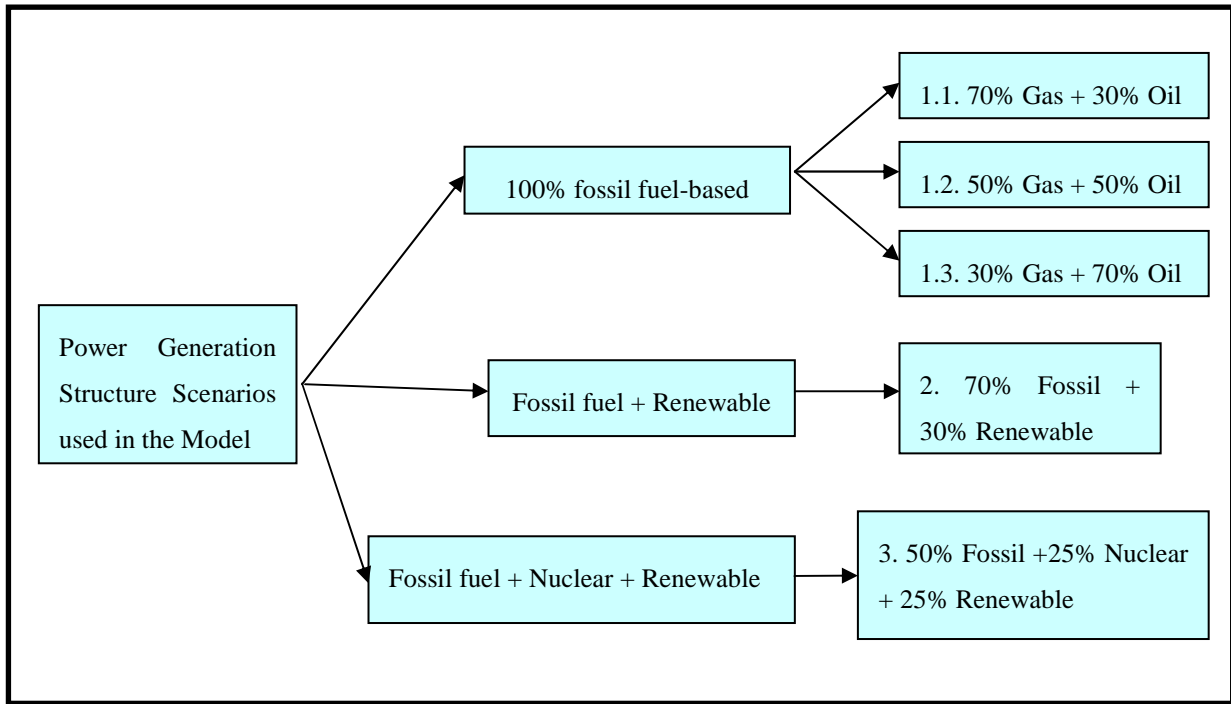 Power Generation
Structure Scenarios
used in the Model
100% fossil fuel-based
1.1. 70% Gas + 30% Oil
1.2. 50% Gas + 50% Oil
1.3. 30% Gas + 70% Oil
Fossil fuel + Renewable
2. 70% Fossil +
30% Renewable
Fossil fuel + Nuclear + Renewable
3. 50% Fossil +25% Nuclear
+ 25% Renewable